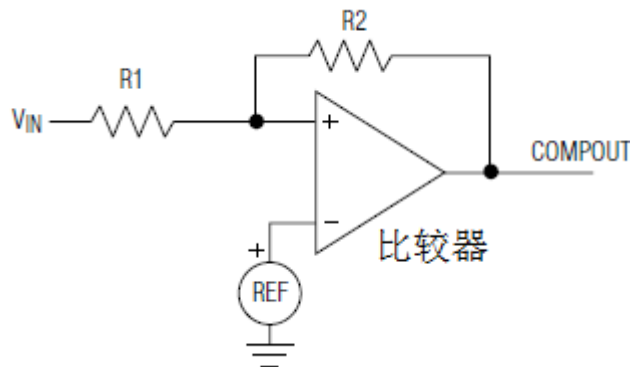 R2
R1
VIN
+
COMPOUT
−
比较器
+
REF